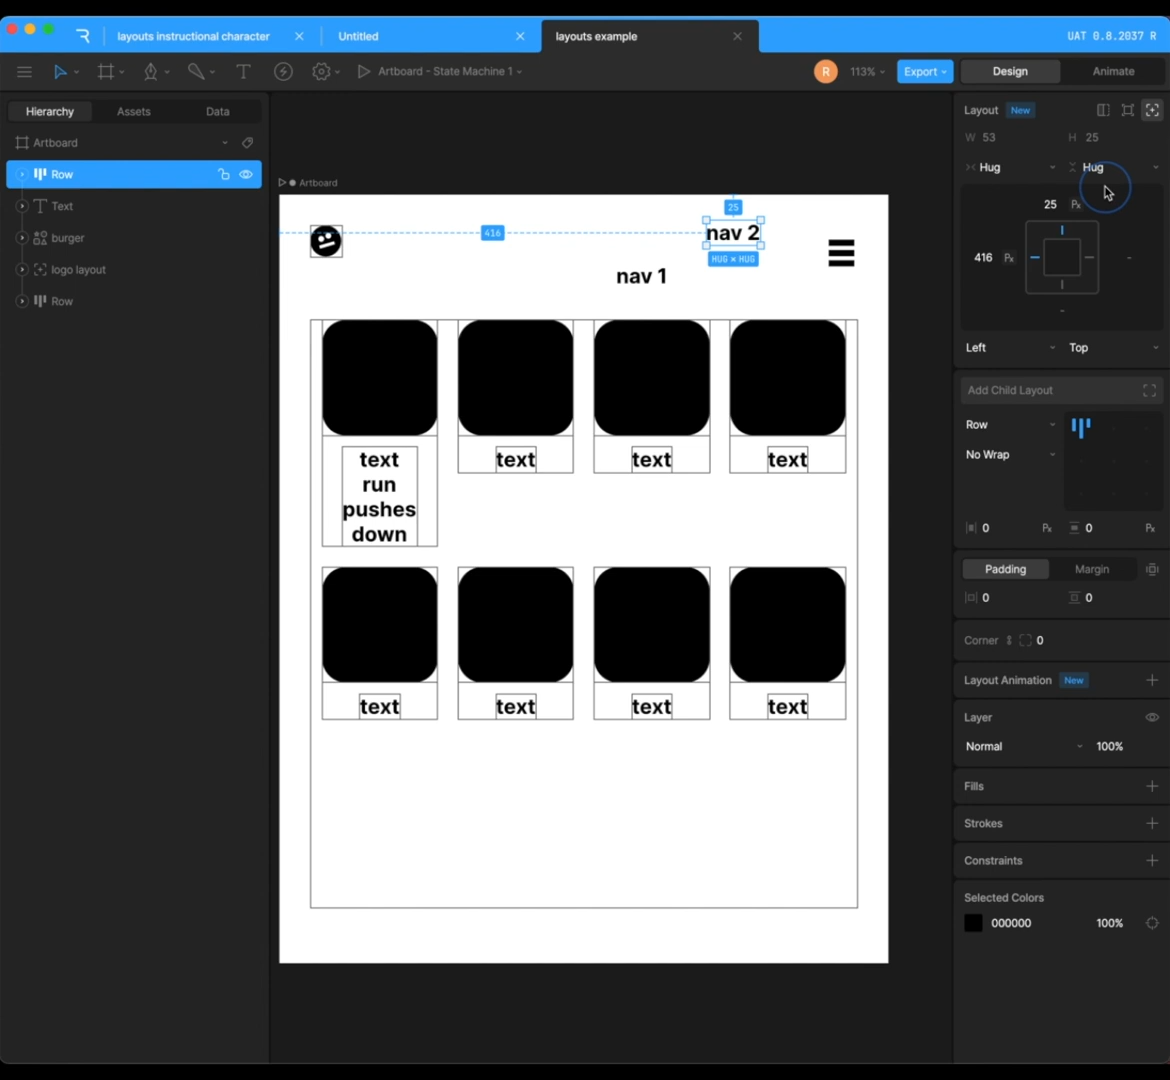 layouts instructional character
Untitled
layouts example
UAT 0.8.2037 R
Artboard - State Machine 1
R
113%
Export
Design
Animate
Hierarchy
Assets
Data
Artboard
Row
Text
burger
logo layout
Row
Artboard
25
416
nav 2
HUG × HUG
nav 1
text
run
pushes
down
text
text
text
text
text
text
text
Layout
New
W 53
H 25
Hug
Hug
25 Px
416 Px
-
-
Left
Top
Add Child Layout
Row
No Wrap
0 Px
0 Px
Padding
Margin
0
0
Corner
0
Layout Animation
New
Layer
Normal
100%
Fills
Strokes
Constraints
Selected Colors
000000
100%